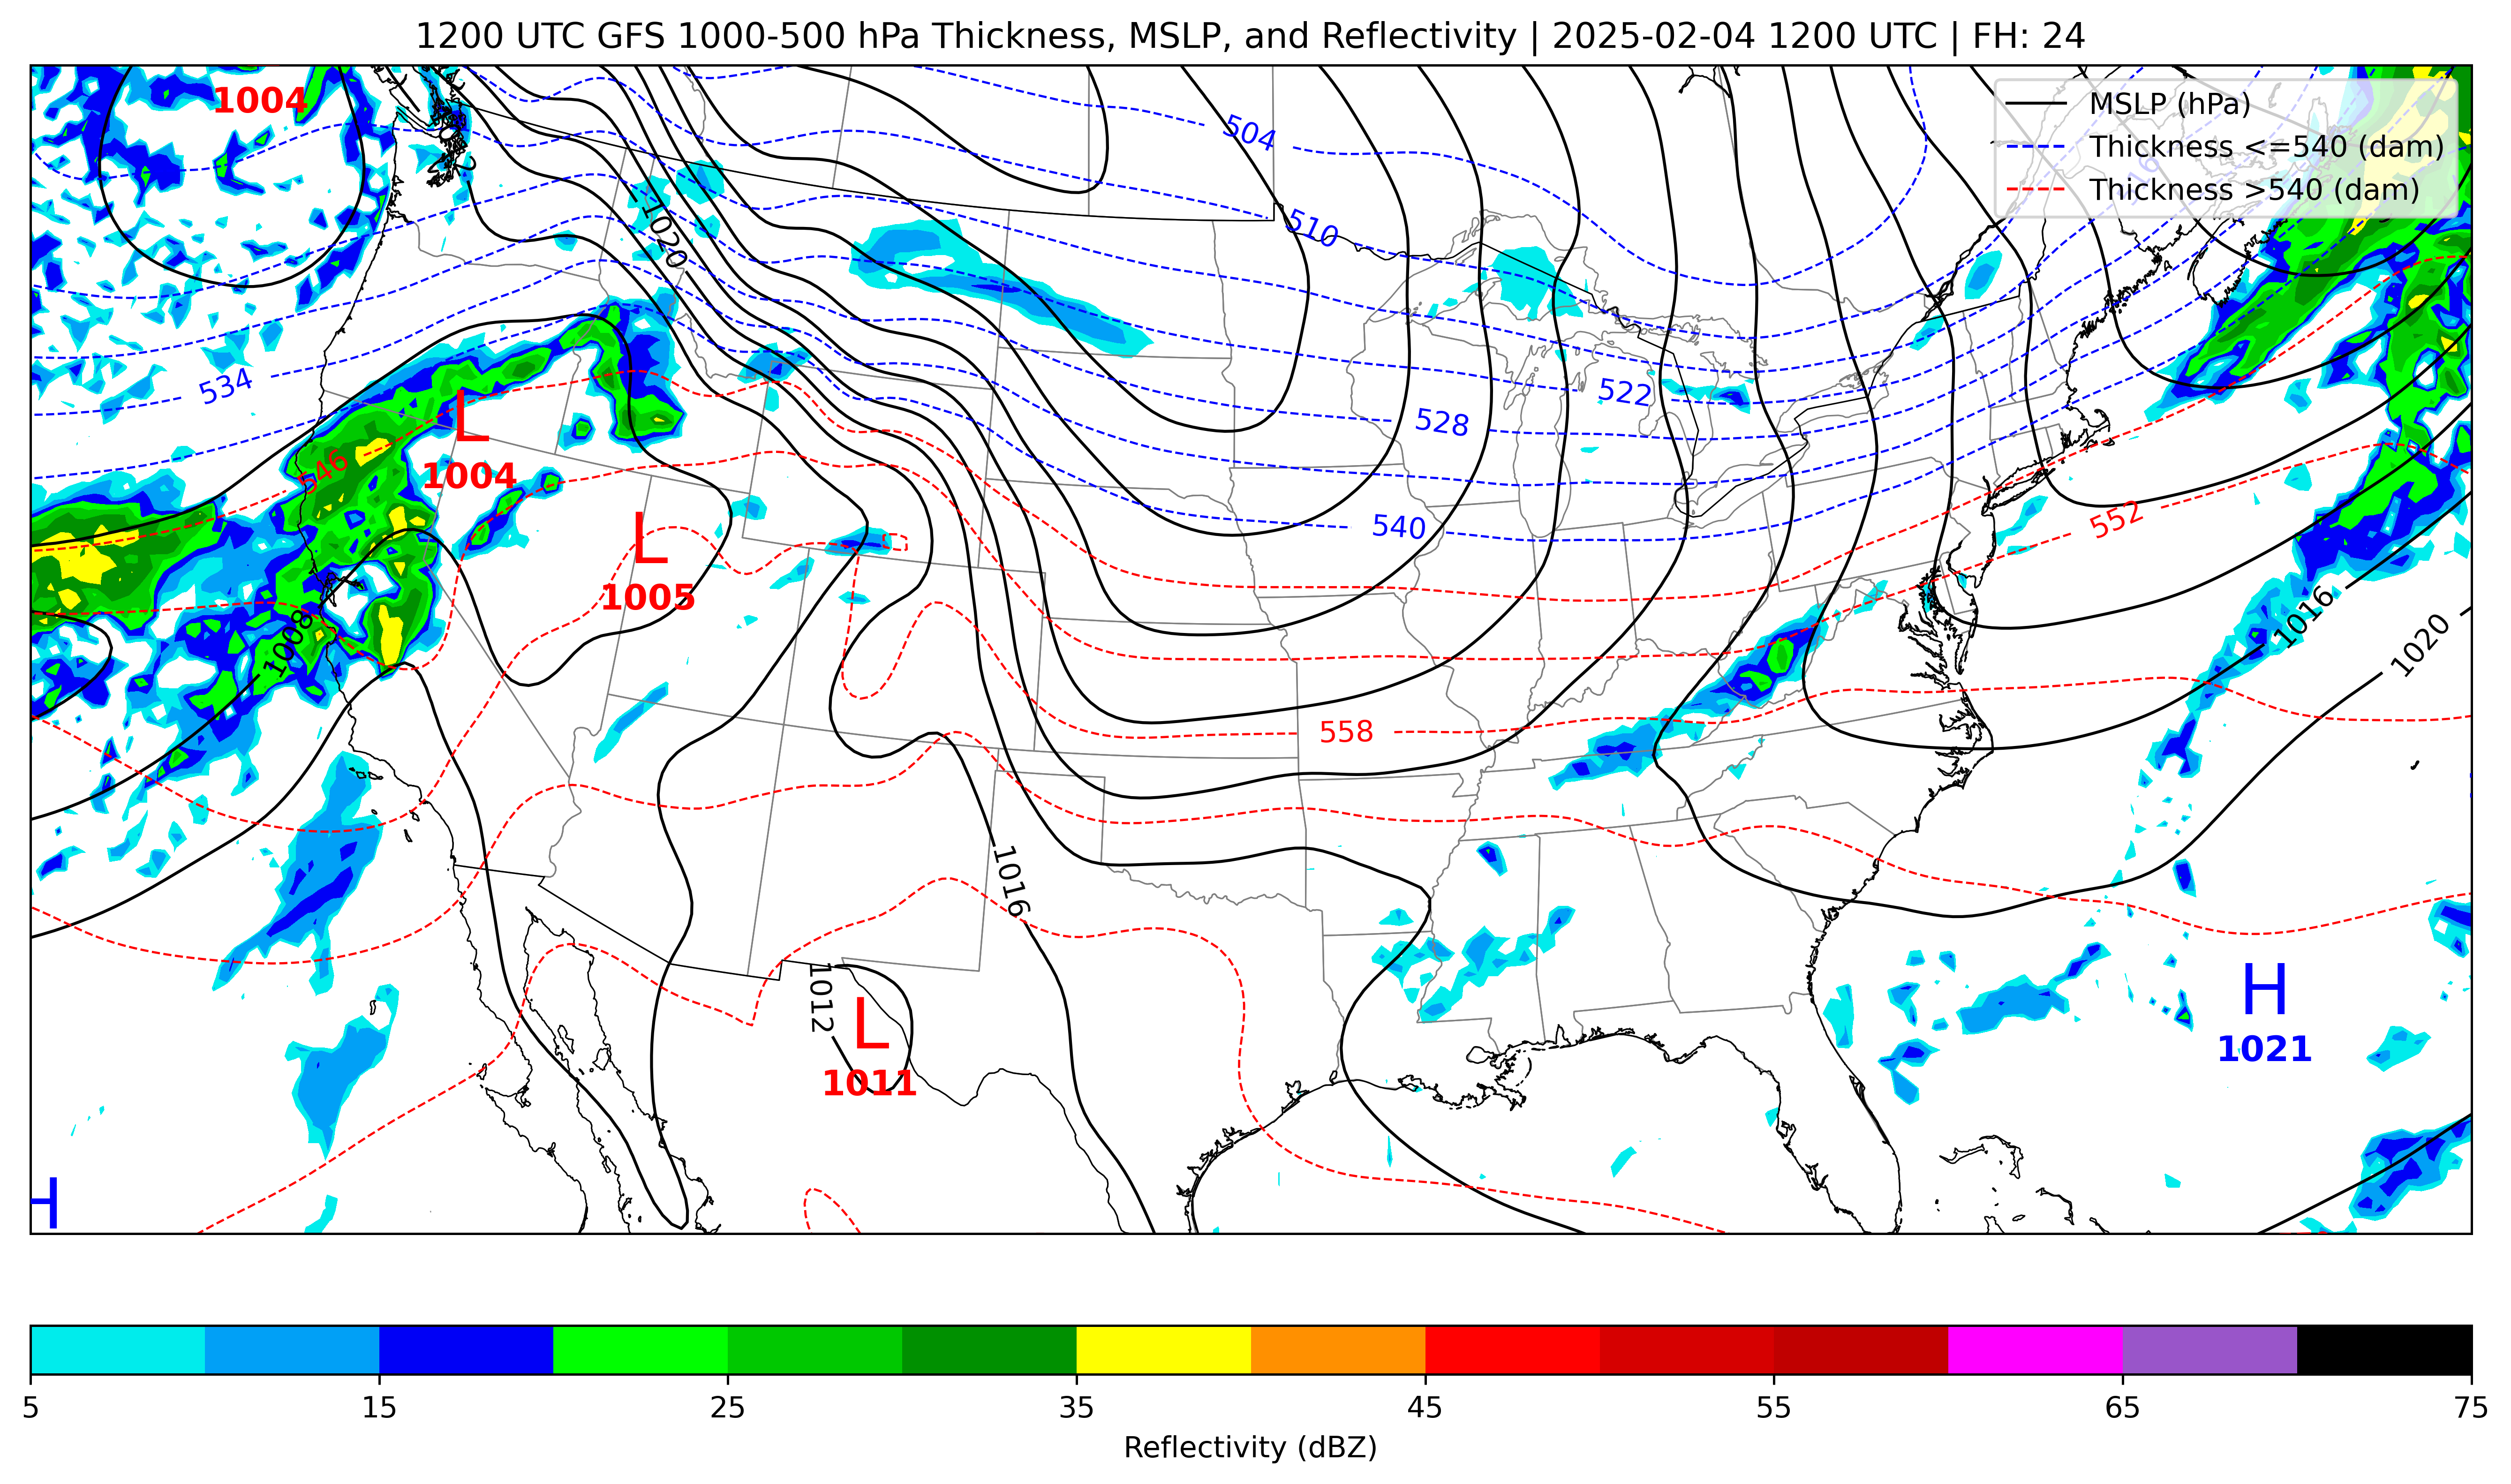 1200 UTC GFS 1000-500 hPa Thickness, MSLP, and Reflectivity | 2025-02-04 1200 UTC | FH: 24
1004
MSLP (hPa)
Thickness <=540 (dam)
Thickness >540 (dam)
504
510
1020
534
522
528
L
1004
546
540
552
L
1005
1008
1016
1020
558
1016
1012
L
1011
H
1021
H
5 15 25 35 45 55 65 75
Reflectivity (dBZ)